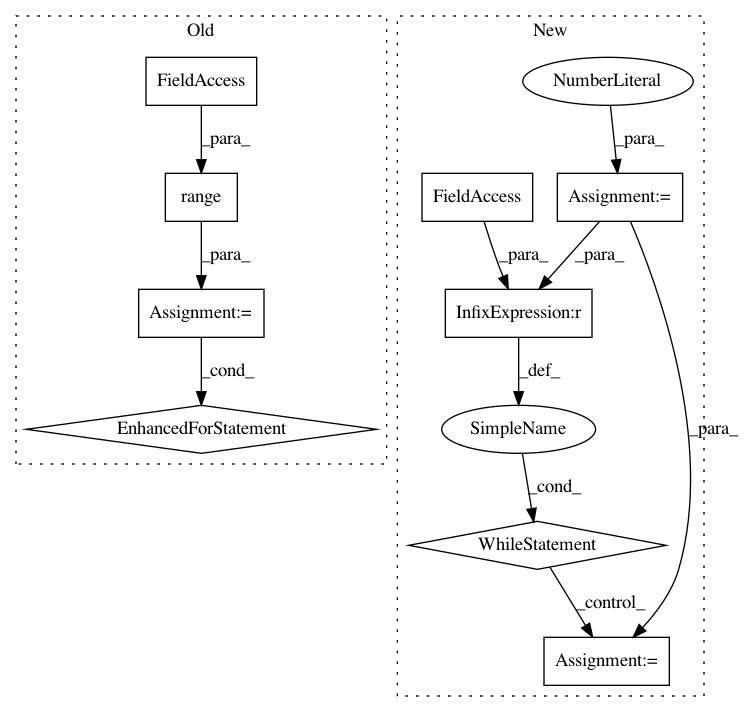 Old
New
FieldAccess
NumberLiteral
_para_
_para_
range
FieldAccess
Assignment:=
_para_
_para_
_para_
Assignment:=
InfixExpression:r
_cond_
_def_
EnhancedForStatement
SimpleName
_para_
_cond_
WhileStatement
_control_
Assignment:=